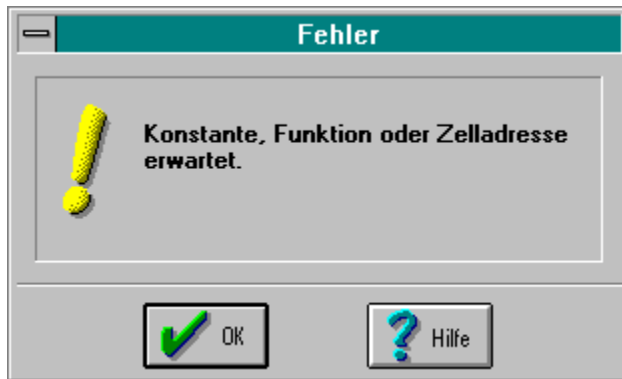 Fehler
Konstante, Funktion oder Zelladresse
erwartet.
OK
Hilfe